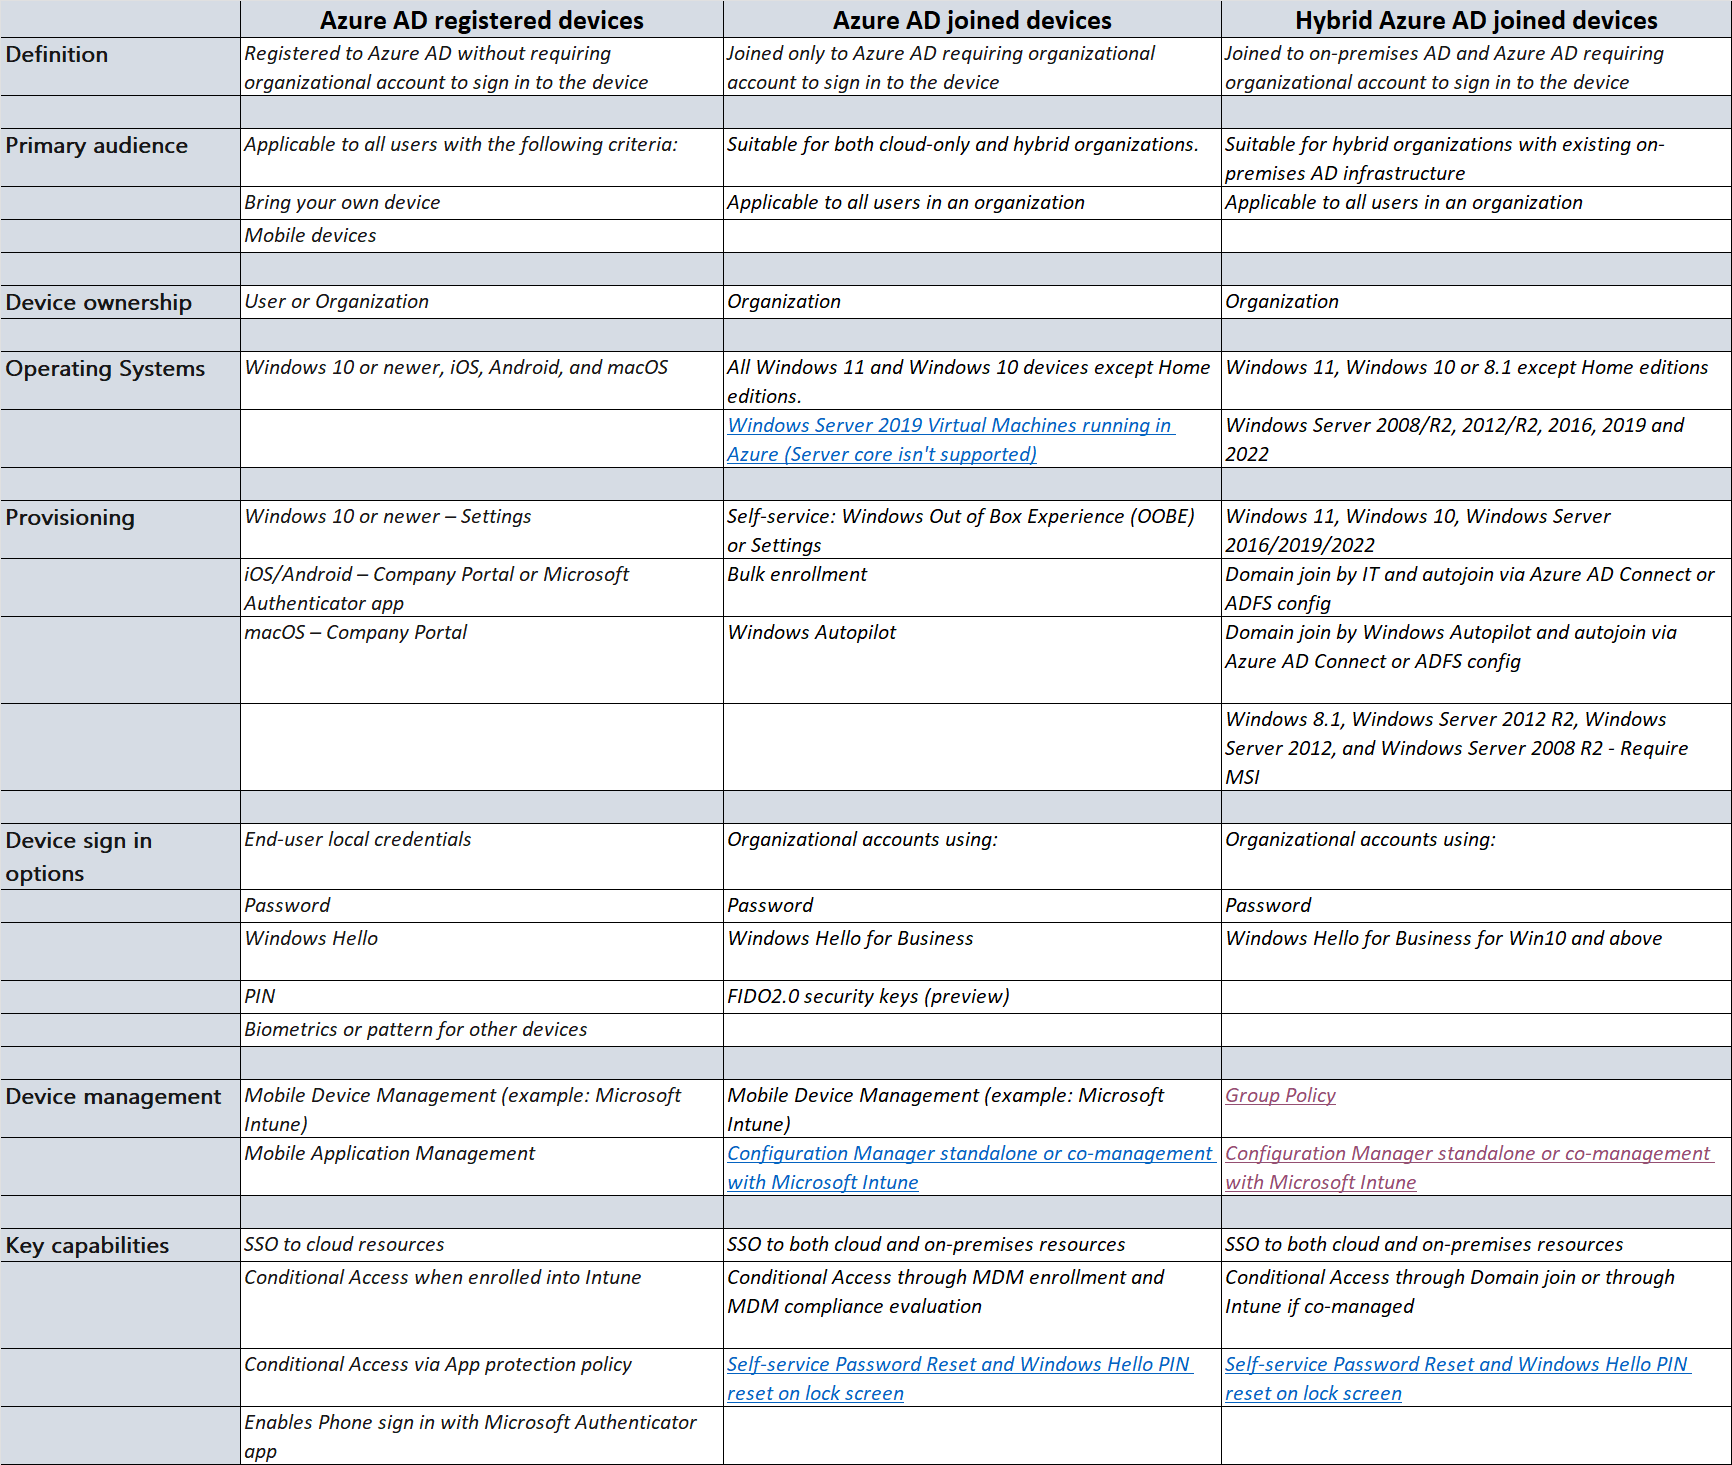 Azure AD registered devices
Azure AD joined devices
Hybrid Azure AD joined devices
Definition
Registered to Azure AD without requiring
organizational account to sign in to the device
Joined only to Azure AD requiring organizational
account to sign in to the device
Joined to on-premises AD and Azure AD requiring
organizational account to sign in to the device
Primary audience
Applicable to all users with the following criteria:
Suitable for both cloud-only and hybrid organizations.
Suitable for hybrid organizations with existing on-
premises AD infrastructure
Bring your own device
Applicable to all users in an organization
Applicable to all users in an organization
Mobile devices
Device ownership
User or Organization
Organization
Organization
Operating Systems
Windows 10 or newer, iOS, Android, and macOS
All Windows 11 and Windows 10 devices except Home
editions.
Windows 11, Windows 10 or 8.1 except Home editions
Windows Server 2019 Virtual Machines running in
Azure (Server core isn't supported)
Windows Server 2008/R2, 2012/R2, 2016, 2019 and
2022
Provisioning
Windows 10 or newer – Settings
Self-service: Windows Out of Box Experience (OOBE)
or Settings
Windows 11, Windows 10, Windows Server
2016/2019/2022
iOS/Android – Company Portal or Microsoft
Authenticator app
Bulk enrollment
Domain join by IT and autojoin via Azure AD Connect or
ADFS config
macOS – Company Portal
Windows Autopilot
Domain join by Windows Autopilot and autojoin via
Azure AD Connect or ADFS config
Windows 8.1, Windows Server 2012 R2, Windows
Server 2012, and Windows Server 2008 R2 - Require
MSI
Device sign in
options
End-user local credentials
Organizational accounts using:
Organizational accounts using:
Password
Password
Password
Windows Hello
Windows Hello for Business
Windows Hello for Business for Win10 and above
PIN
FIDO2.0 security keys (preview)
Biometrics or pattern for other devices
Device management
Mobile Device Management (example: Microsoft
Intune)
Mobile Device Management (example: Microsoft
Intune)
Group Policy
Mobile Application Management
Configuration Manager standalone or co-management
with Microsoft Intune
Configuration Manager standalone or co-management
with Microsoft Intune
Key capabilities
SSO to cloud resources
SSO to both cloud and on-premises resources
SSO to both cloud and on-premises resources
Conditional Access when enrolled into Intune
Conditional Access through MDM enrollment and
MDM compliance evaluation
Conditional Access through Domain join or through
Intune if co-managed
Conditional Access via App protection policy
Self-service Password Reset and Windows Hello PIN
reset on lock screen
Self-service Password Reset and Windows Hello PIN
reset on lock screen
Enables Phone sign in with Microsoft Authenticator
app